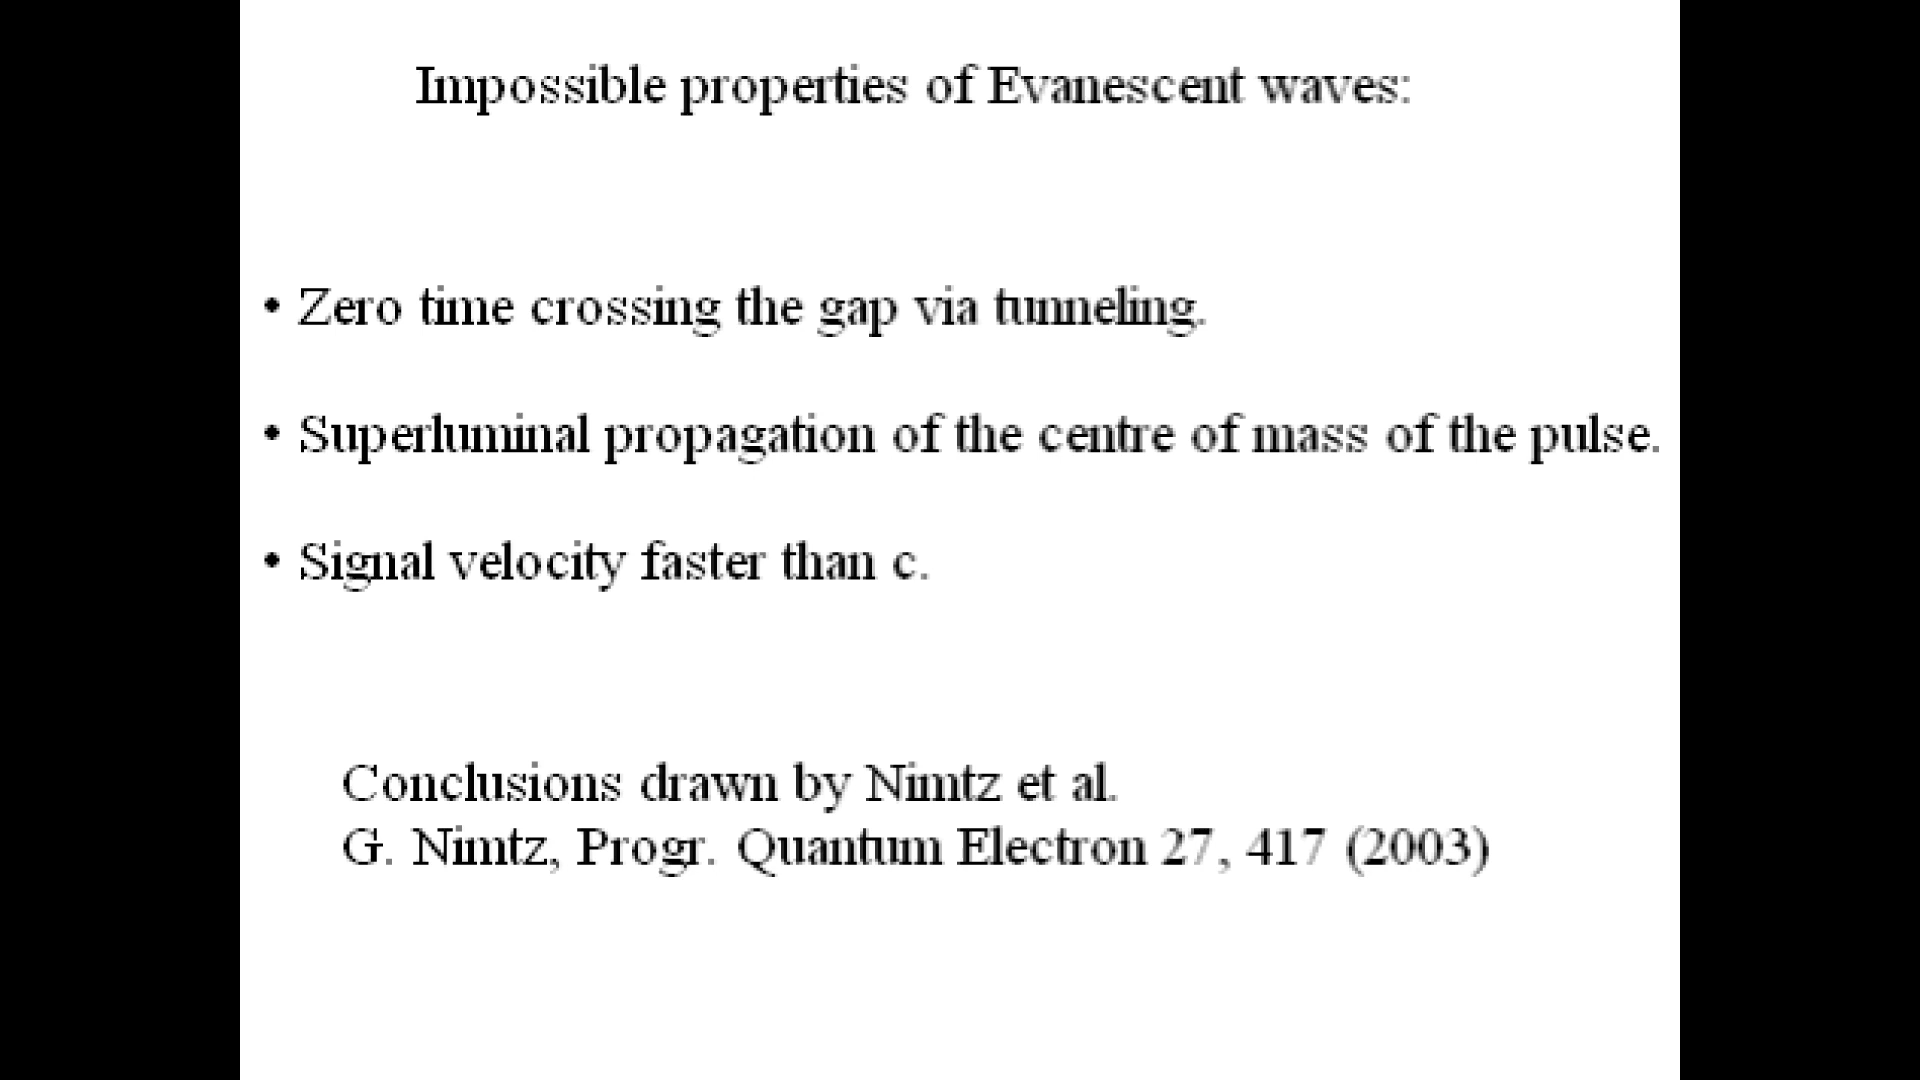 Impossible properties of Evanescent waves:
• Zero time crossing the gap via tunneling.
• Superluminal propagation of the centre of mass of the pulse.
• Signal velocity faster than c.
Conclusions drawn by Nimtz et al.
G. Nimtz, Progr. Quantum Electron 27, 417 (2003)